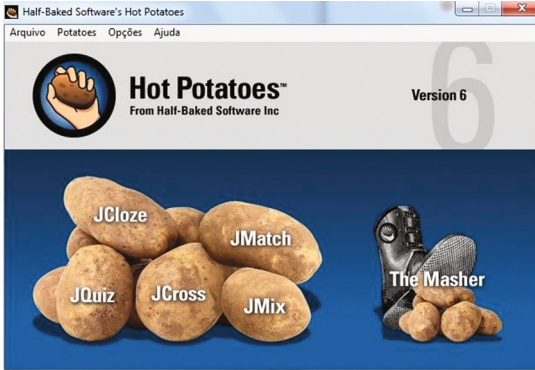 Half-Baked Software's Hot Potatoes
Arquivo Potatoes Opções Ajuda
Hot Potatoes™
From Half-Baked Software Inc
Version 6
6
JCloze
JMatch
JQuiz
JCross
JMix
The Masher